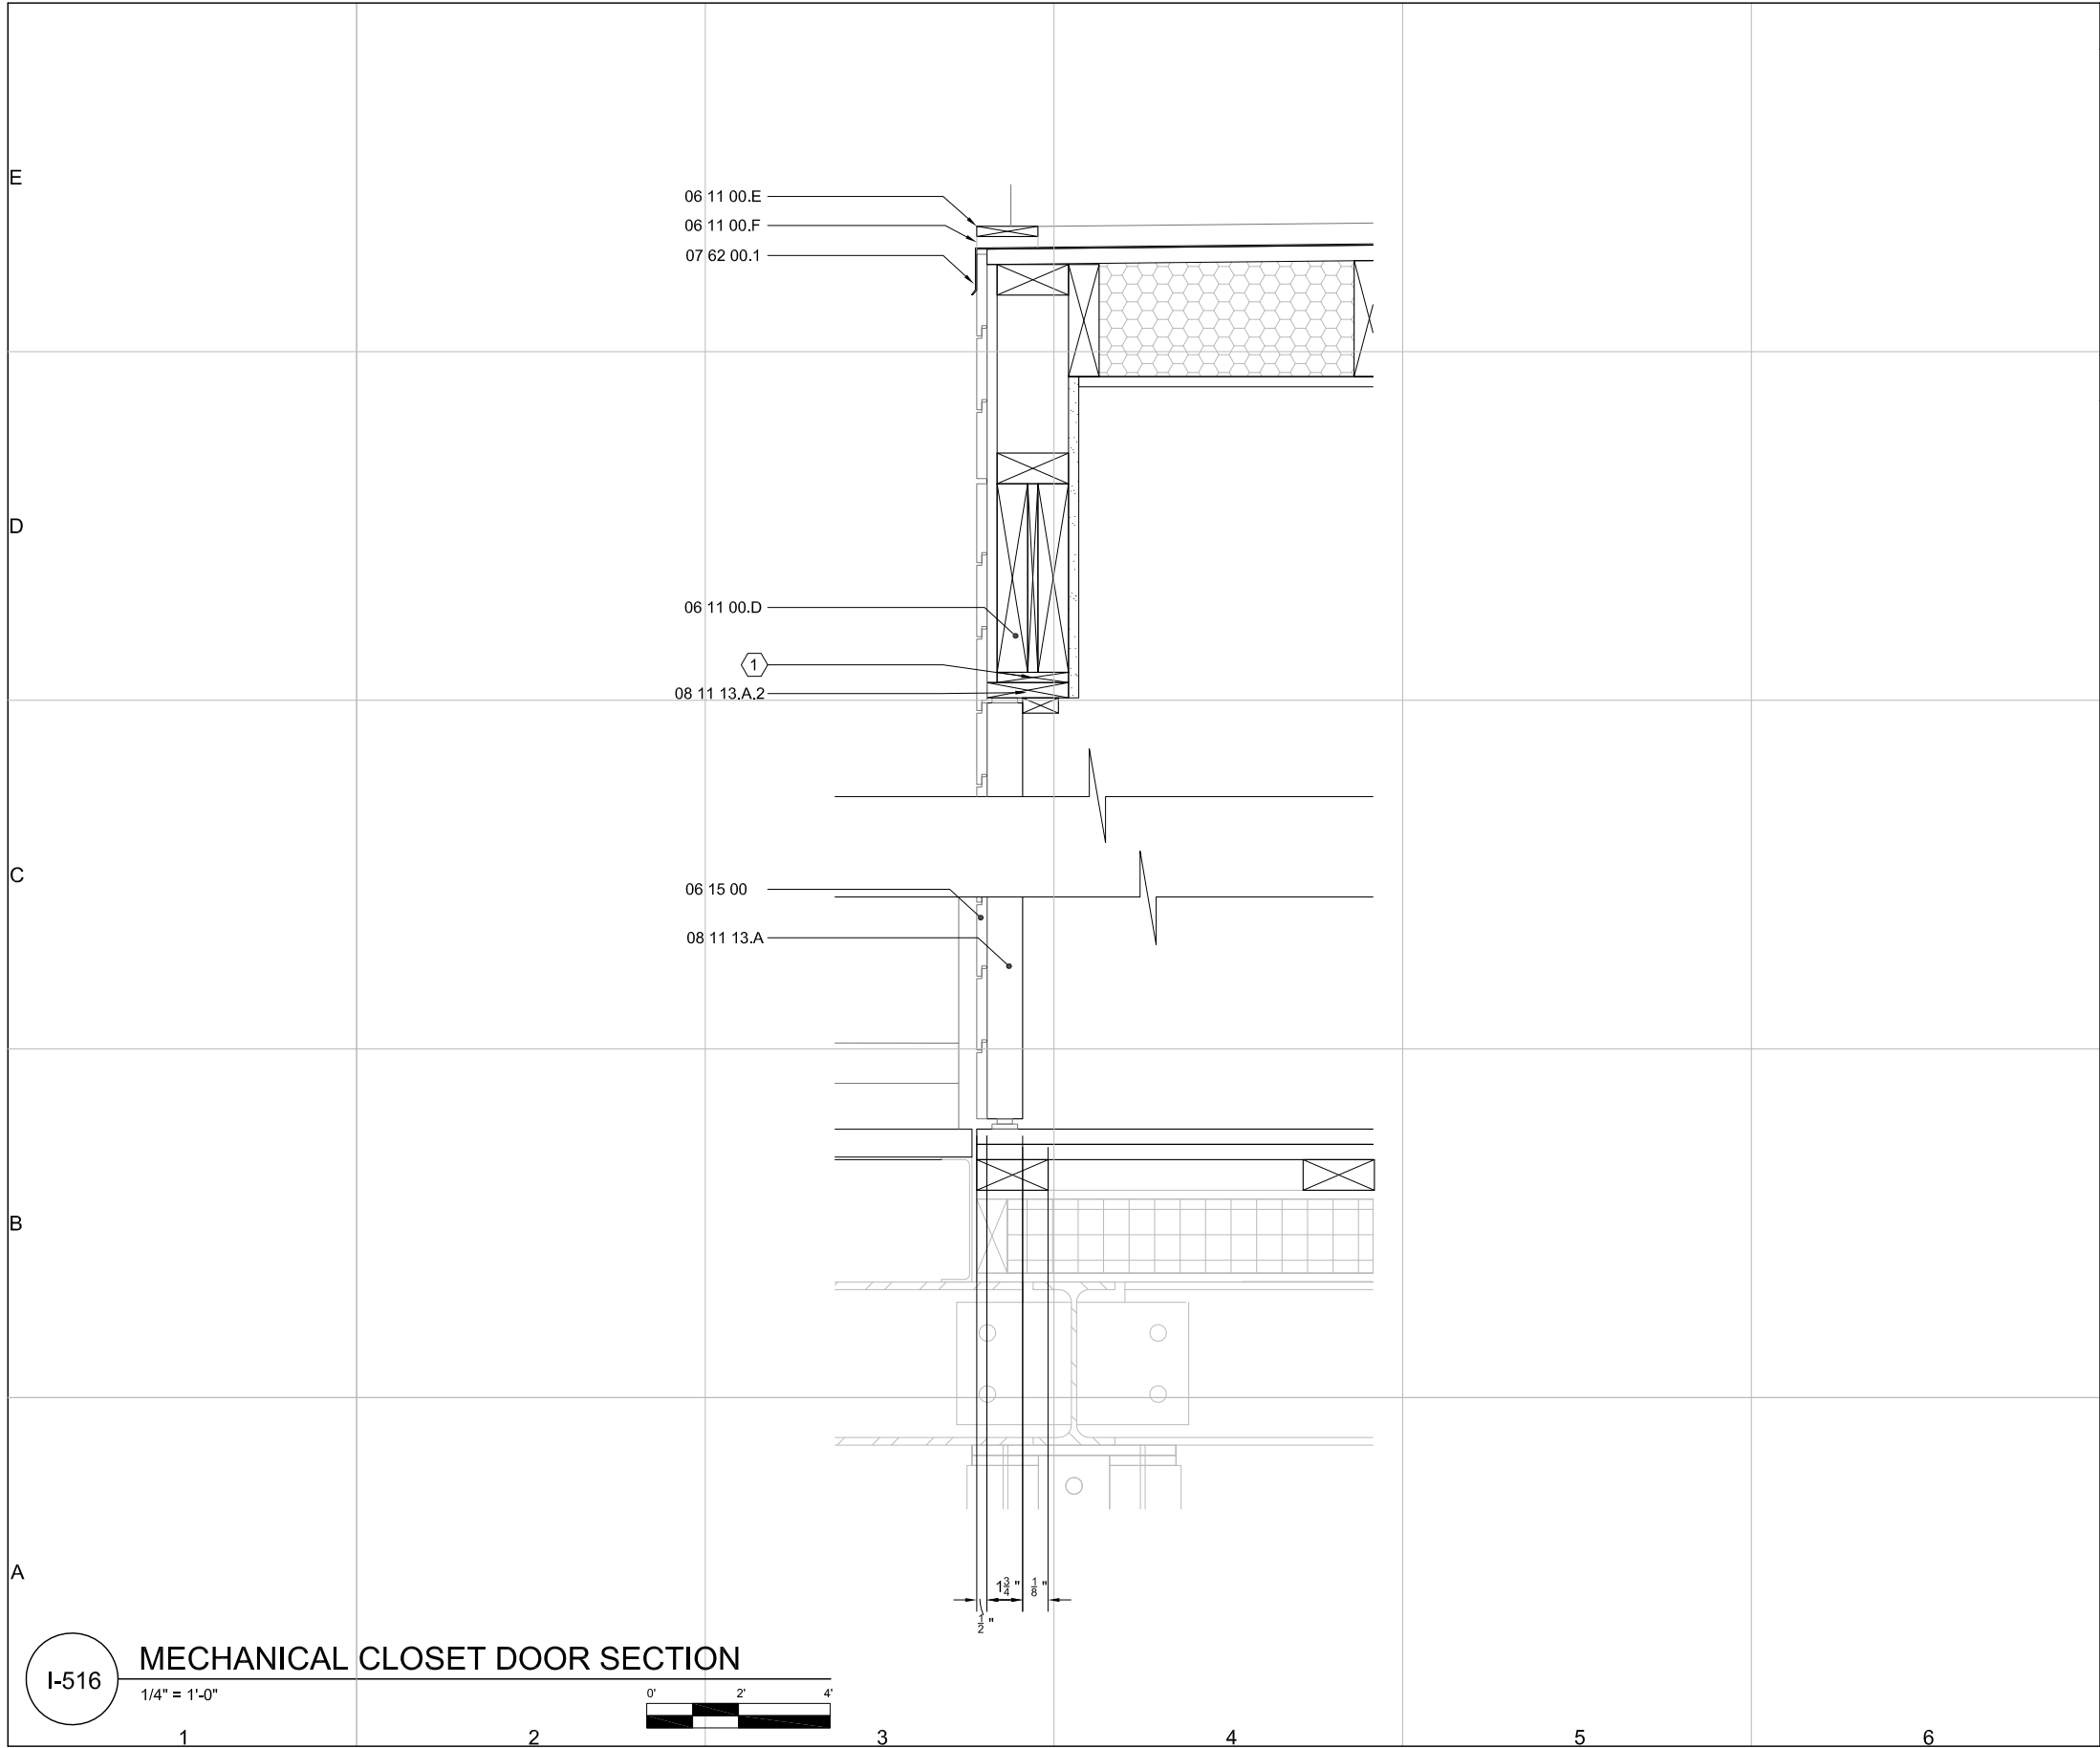 E
06 11 00.E
06 11 00.F
07 62 00.1
D
06 11 00.D
1
08 11 13.A.2
C
06 15 00
08 11 13.A
B
A
1 3/4 " 1/8 "
1/2 "
I-516
MECHANICAL CLOSET DOOR SECTION
1/4" = 1'-0"
0' 2' 4'
1 2 3 4 5 6